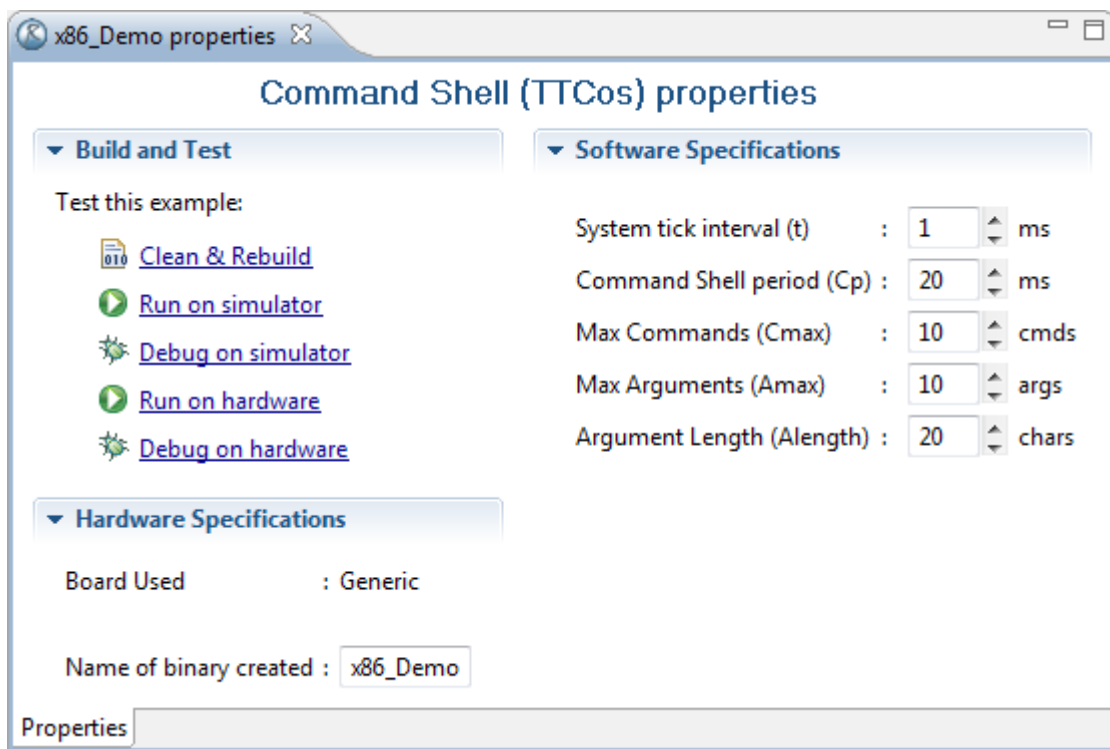 x86_Demo properties
Command Shell (TTCos) properties
Build and Test
Test this example:
010
Clean & Rebuild
Run on simulator
Debug on simulator
Run on hardware
Debug on hardware
Hardware Specifications
Board Used : Generic
Name of binary created : x86_Demo
Software Specifications
System tick interval (t) : 1 ms
Command Shell period (Cp) : 20 ms
Max Commands (Cmax) : 10 cmds
Max Arguments (Amax) : 10 args
Argument Length (Alength) : 20 chars
Properties